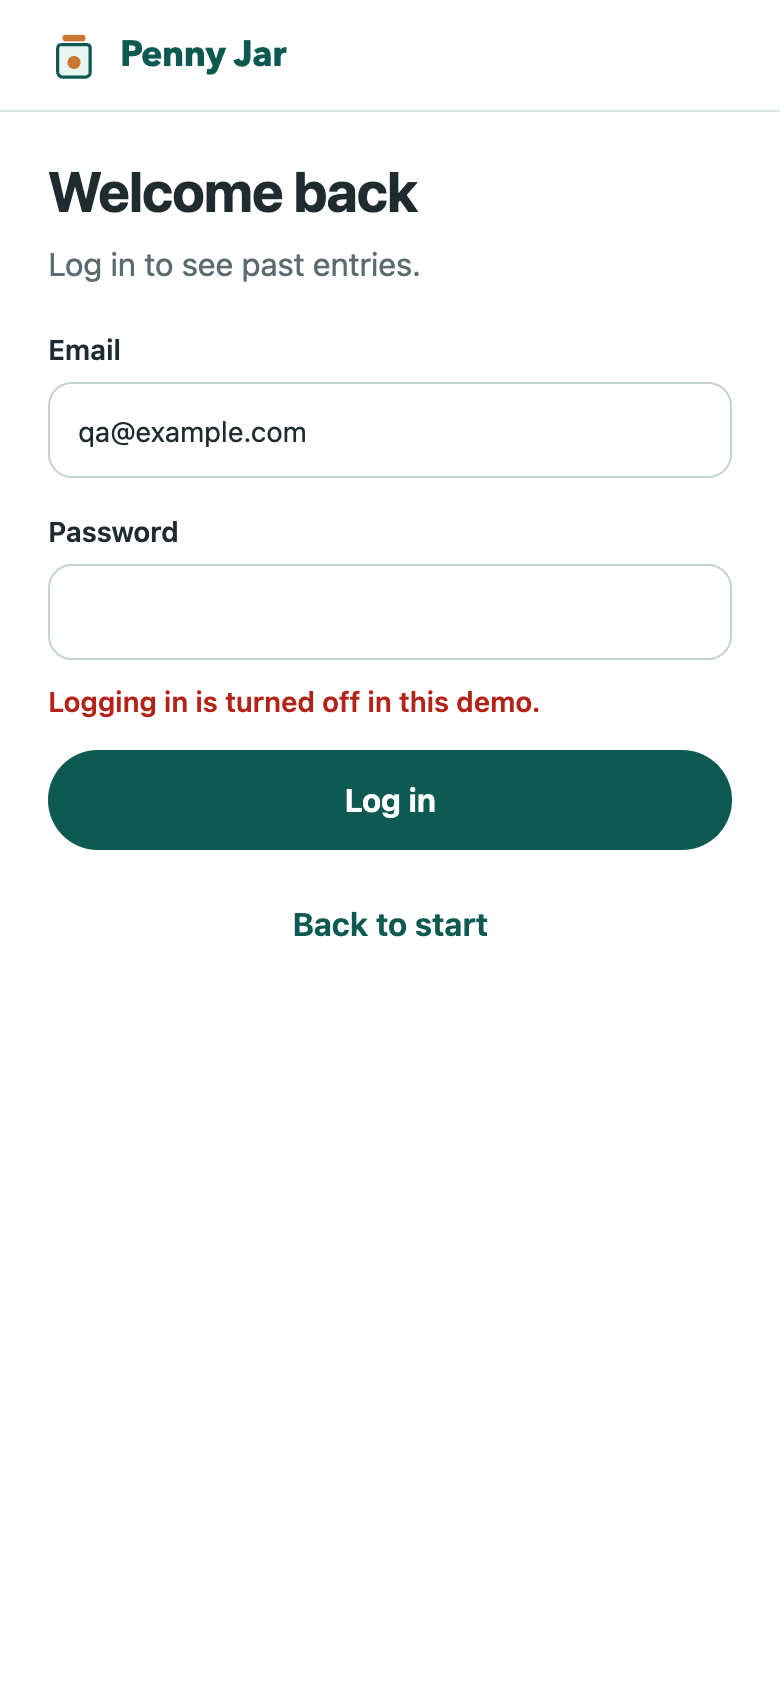 Penny Jar
Welcome back
Log in to see past entries.
Email
qa@example.com
Password
Logging in is turned off in this demo.
Log in
Back to start